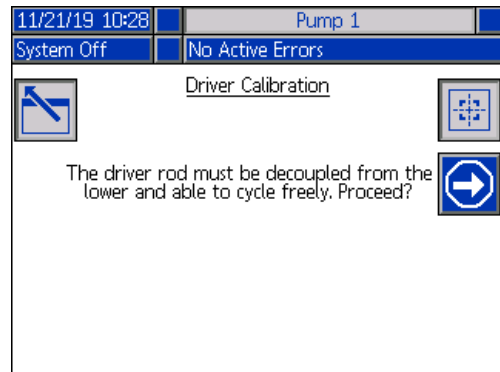 11/21/19 10:28
Pump 1
System Off
No Active Errors
Driver Calibration
The driver rod must be decoupled from the
lower and able to cycle freely. Proceed?